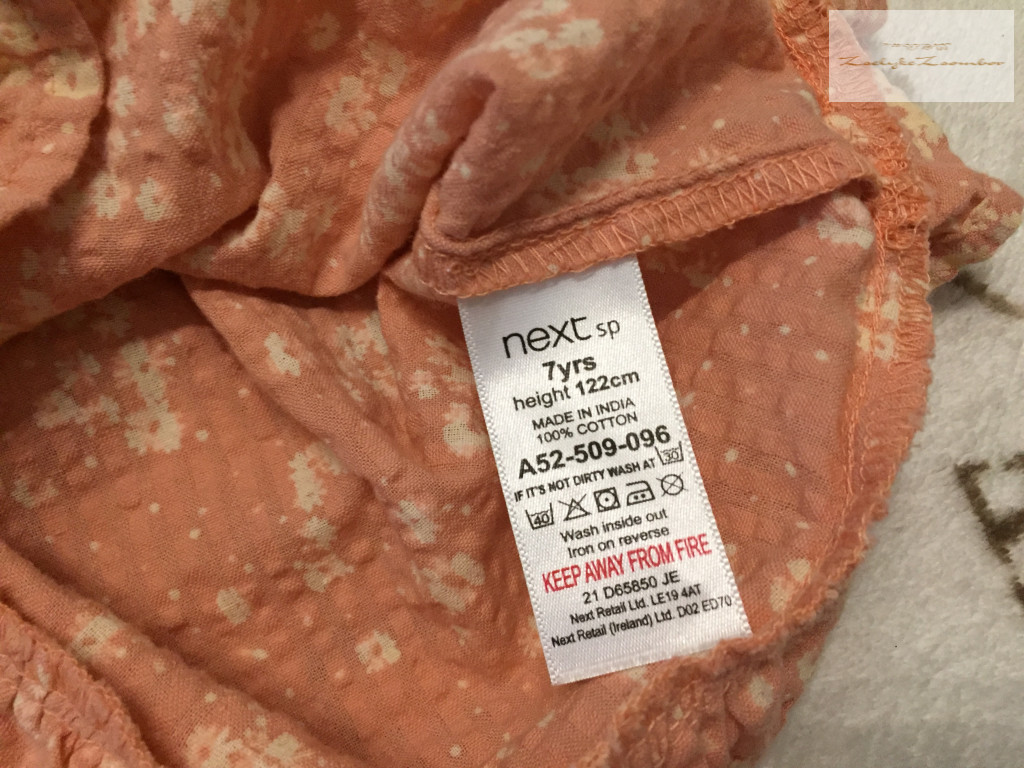 next sp
7yrs
height 122cm
MADE IN INDIA
100% COTTON
A52-509-096
IF IT'S NOT DIRTY WASH AT 30
40
Wash inside out
Iron on reverse
KEEP AWAY FROM FIRE
21 D65850 JE
Next Retail Ltd. LE19 4AT
Next Retail (Ireland) Ltd. D02 ED70